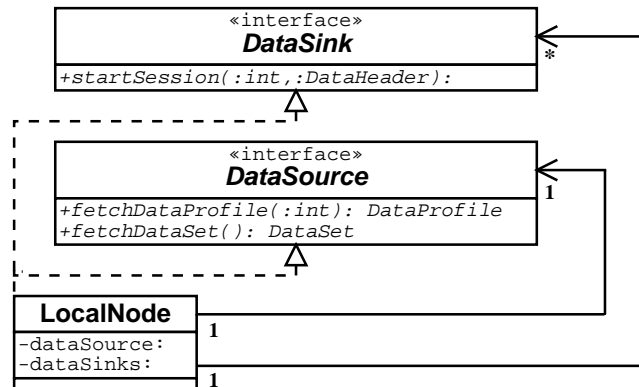 «interface»
DataSink
+startSession(:int,:DataHeader):
*
«interface»
DataSource
+fetchDataProfile(:int): DataProfile
+fetchDataSet(): DataSet
1
LocalNode
1
-dataSource:
-dataSinks:
1